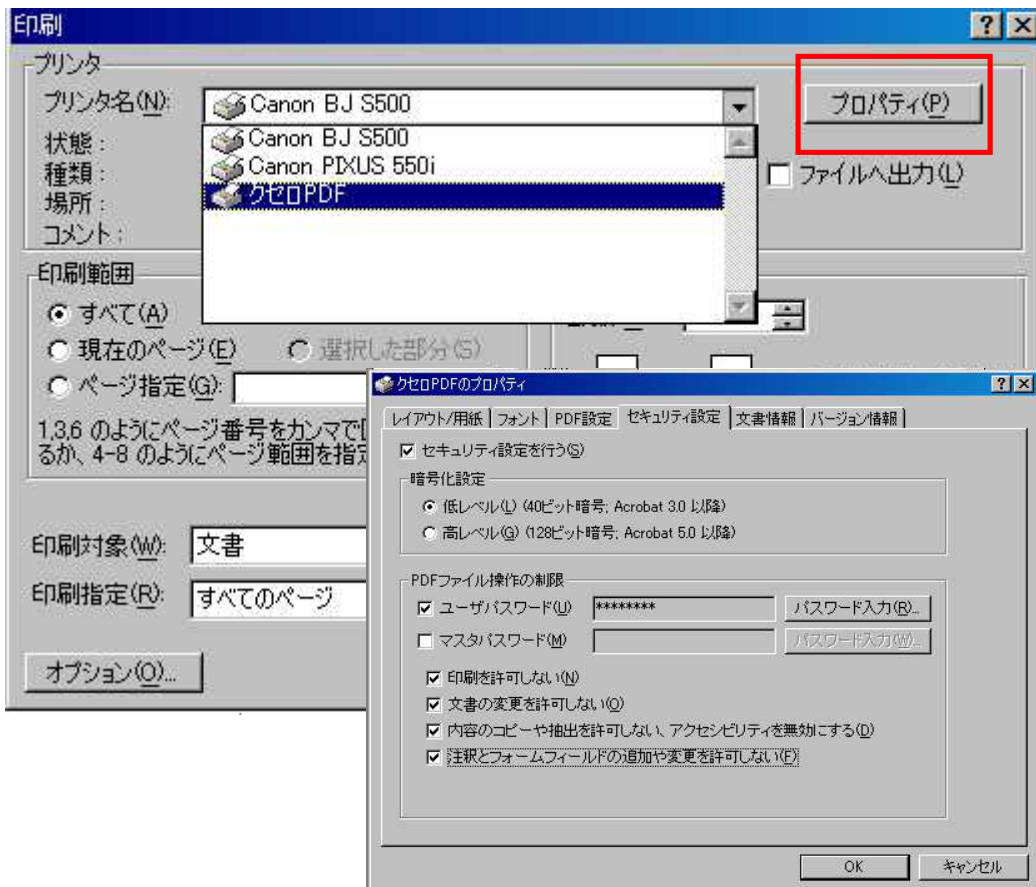 印刷
プリンタ
プリンタ名(N): Canon BJ S500 プロパティ(P)
状態: Canon BJ S500
種類: Canon PIXUS 550i ファイルへ出力(L)
場所: クセロPDF
コメント:
印刷範囲
すべて(A)
現在のページ(E) 選択した部分(S)
ページ指定(G):
1,3,6 のようにページ番号をカンマで
るか、4-8 のようにページ範囲を指定
印刷対象(W): 文書
印刷指定(R): すべてのページ
オプション(O)...
クセロPDFのプロパティ
レイアウト/用紙 フォント PDF設定 セキュリティ設定 文書情報 バージョン情報
セキュリティ設定を行う(S)
暗号化設定
低レベル(L) (40ビット暗号; Acrobat 3.0 以降)
高レベル(G) (128ビット暗号; Acrobat 5.0 以降)
PDFファイル操作の制限
ユーザパスワード(U) ******** パスワード入力(R)...
マスタパスワード(M) パスワード入力(W)...
印刷を許可しない(N)
文書の変更を許可しない(O)
内容のコピーや抽出を許可しない、アクセシビリティを無効にする(D)
注釈とフォームフィールドの追加や変更を許可しない(F)
OK キャンセル